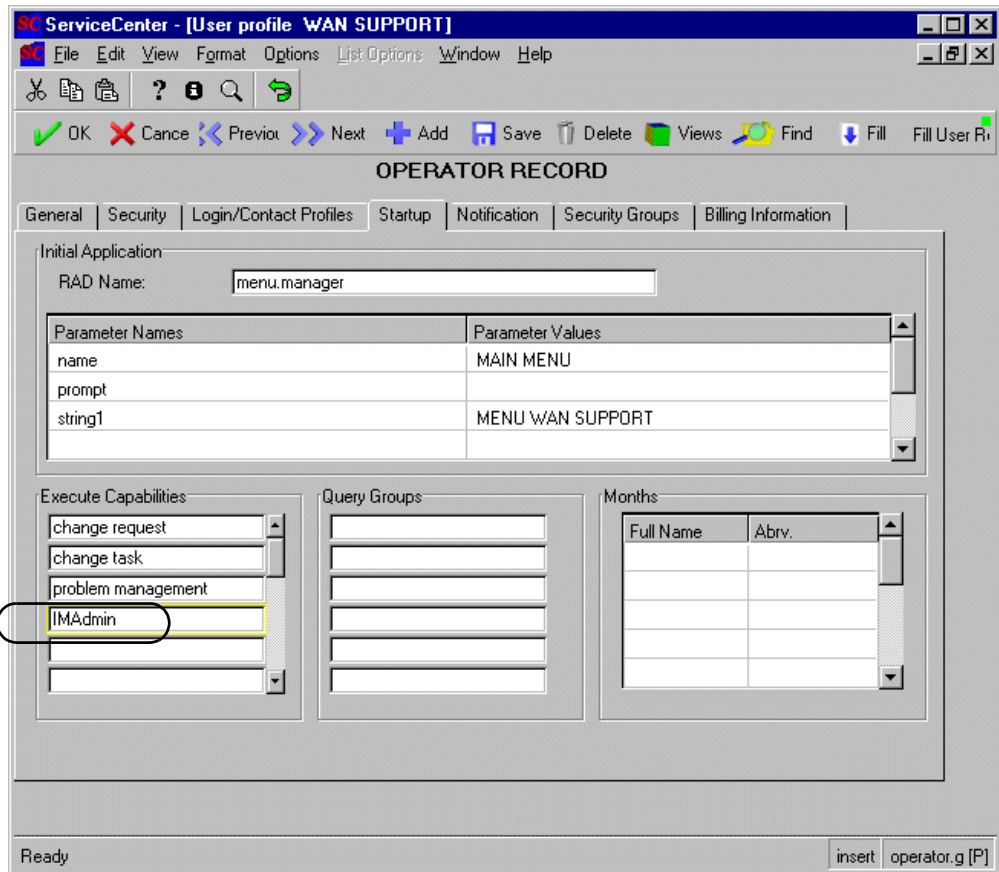 SC ServiceCenter - [User profile WAN SUPPORT]
SC File Edit View Format Options List Options Window Help
OK Cance Previou Next Add Save Delete Views Find Fill Fill User R
OPERATOR RECORD
General Security Login/Contact Profiles Startup Notification Security Groups Billing Information
Initial Application
RAD Name: menu.manager
Parameter Names Parameter Values
name MAIN MENU
prompt
string1 MENU WAN SUPPORT
Execute Capabilities Query Groups Months
change request Full Name Abrv.
change task
problem management
IMAdmin
Ready insert operator.g [P]